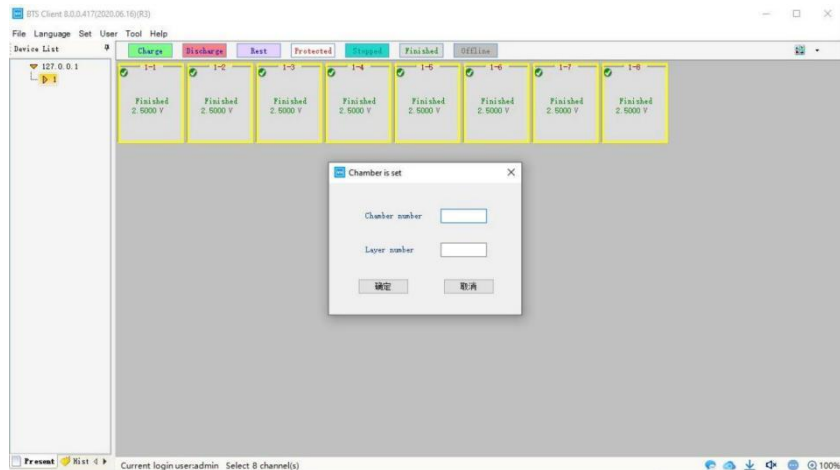 BTS Client 8.0.0.417(2020.06.16)(R3)
File Language Set User Tool Help
Device List
Charge Discharge Rest Protected Stopped Finished Offline
127.0.0.1
1
1-1 1-2 1-3 1-4 1-5 1-6 1-7 1-8
Finished Finished Finished Finished Finished Finished Finished Finished
2.5000 V 2.5000 V 2.5000 V 2.5000 V 2.5000 V 2.5000 V 2.5000 V 2.5000 V
Chamber is set
Chamber number
Layer number
确定 取消
Present Hist
Current login user:admin Select 8 channel(s)
100%